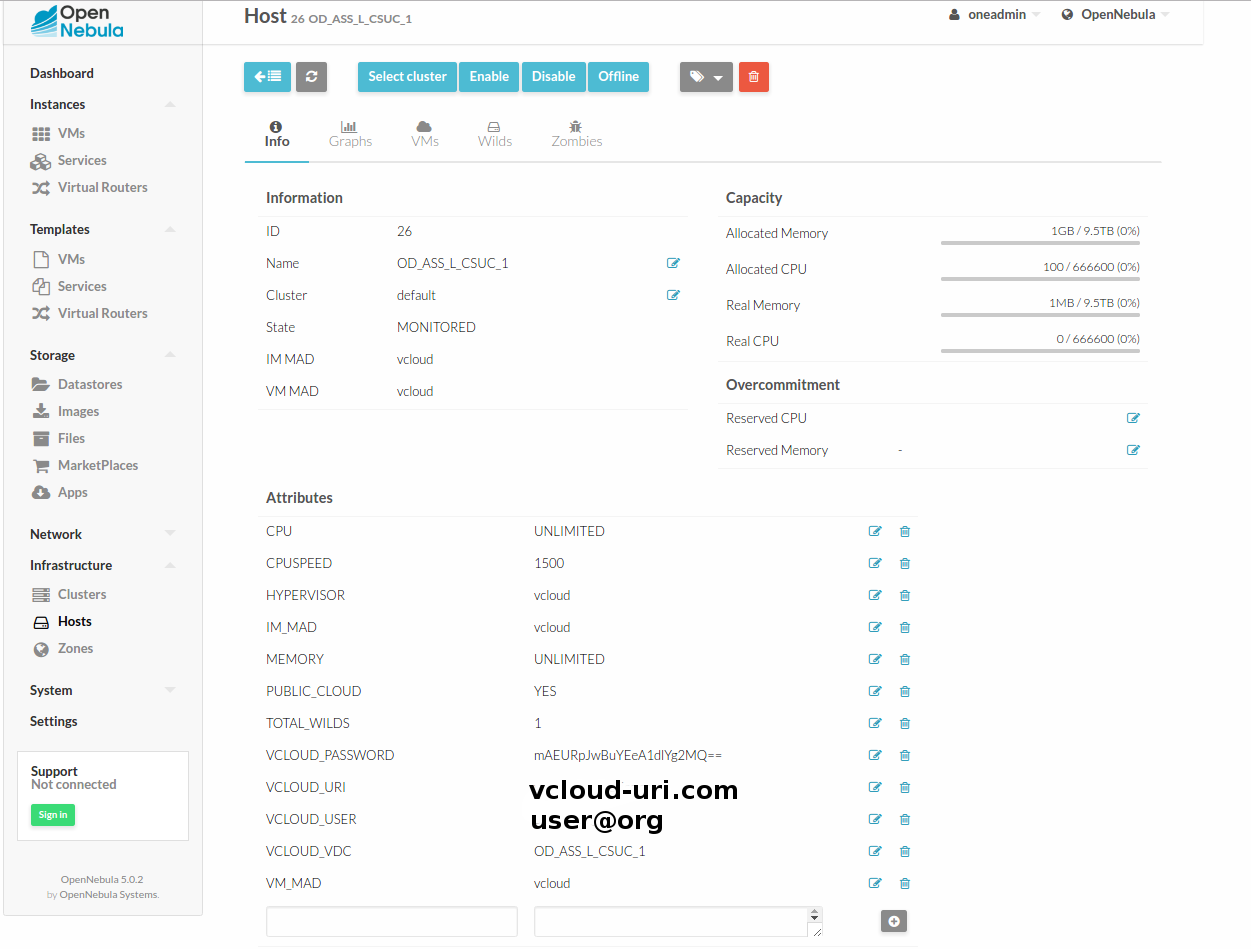 Open
Nebula
Host 26 OD_ASS_L_CSUC_1
oneadmin
OpenNebula
Dashboard
Instances
VMs
Services
Virtual Routers
Templates
VMs
Services
Virtual Routers
Storage
Datastores
Images
Files
MarketPlaces
Apps
Network
Infrastructure
Clusters
Hosts
Zones
System
Settings
Support
Not connected
Sign in
OpenNebula 5.0.2
by OpenNebula Systems.
Select cluster
Enable
Disable
Offline
Info
Graphs
VMs
Wilds
Zombies
Information
ID 26
Name OD_ASS_L_CSUC_1
Cluster default
State MONITORED
IM MAD vcloud
VM MAD vcloud
Capacity
Allocated Memory 1GB / 9.5TB (0%)
Allocated CPU 100 / 666600 (0%)
Real Memory 1MB / 9.5TB (0%)
Real CPU 0 / 666600 (0%)
Overcommitment
Reserved CPU
Reserved Memory -
Attributes
CPU UNLIMITED
CPUSPEED 1500
HYPERVISOR vcloud
IM_MAD vcloud
MEMORY UNLIMITED
PUBLIC_CLOUD YES
TOTAL_WILDS 1
VCLOUD_PASSWORD mAEURpJwBuYEeA1dlYg2MQ==
VCLOUD_URI vcloud-uri.com
VCLOUD_USER user@org
VCLOUD_VDC OD_ASS_L_CSUC_1
VM_MAD vcloud